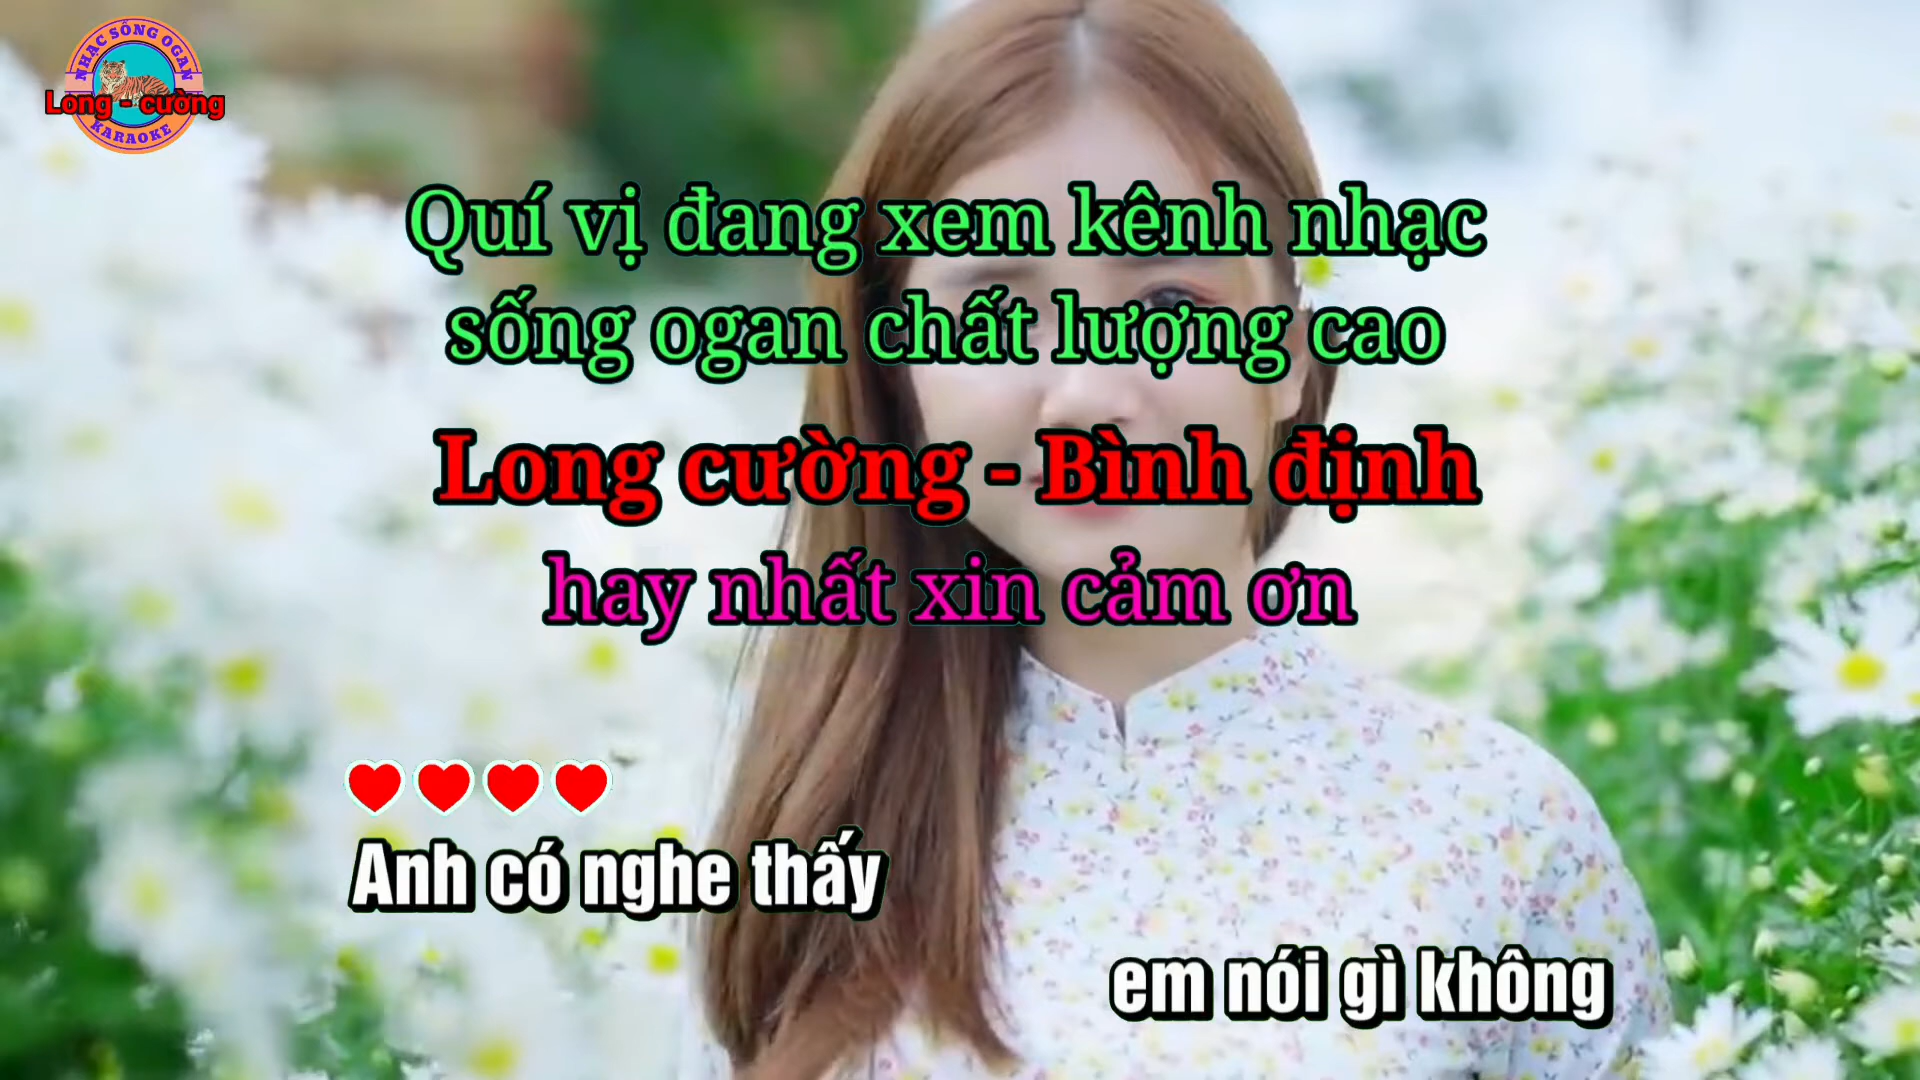 NHẠC SỐNG OGAN
Long - cường
KARAOKE
Quí vị đang xem kênh nhạc
sống ogan chất lượng cao
Long cường - Bình định
hay nhất xin cảm ơn
Anh có nghe thấy
em nói gì không